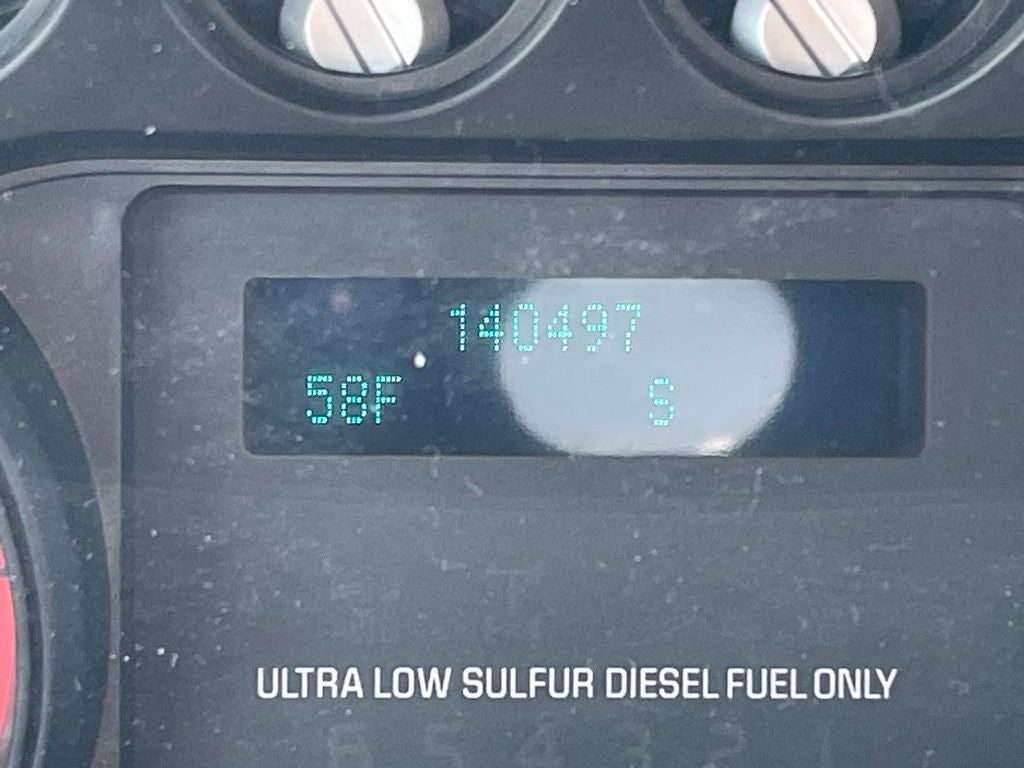 140497
58F S
ULTRA LOW SULFUR DIESEL FUEL ONLY